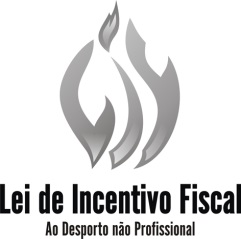 Lei de Incentivo Fiscal
Ao Desporto não Profissional